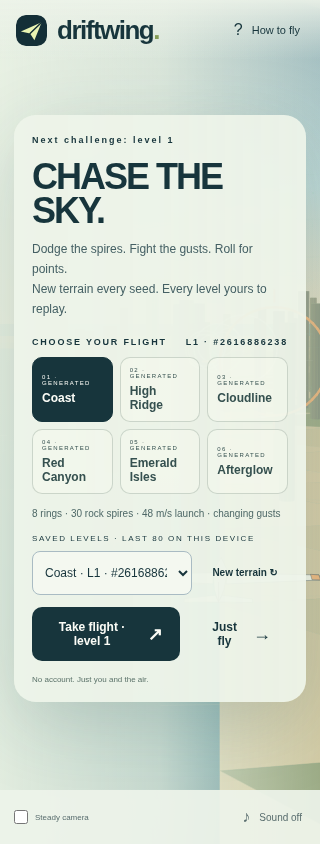 driftwing.
? How to fly
Next challenge: level 1
CHASE THE
SKY.
Dodge the spires. Fight the gusts. Roll for
points.
New terrain every seed. Every level yours to
replay.
CHOOSE YOUR FLIGHT L1 · #2616886238
01 ·
GENERATED
Coast
02 ·
GENERATED
High
Ridge
03 ·
GENERATED
Cloudline
04 ·
GENERATED
Red
Canyon
05 ·
GENERATED
Emerald
Isles
06 ·
GENERATED
Afterglow
8 rings · 30 rock spires · 48 m/s launch · changing gusts
SAVED LEVELS · LAST 80 ON THIS DEVICE
Coast · L1 · #26168862
New terrain ↻
Take flight ·
level 1 ↗
Just
fly →
No account. Just you and the air.
Steady camera
♪ Sound off